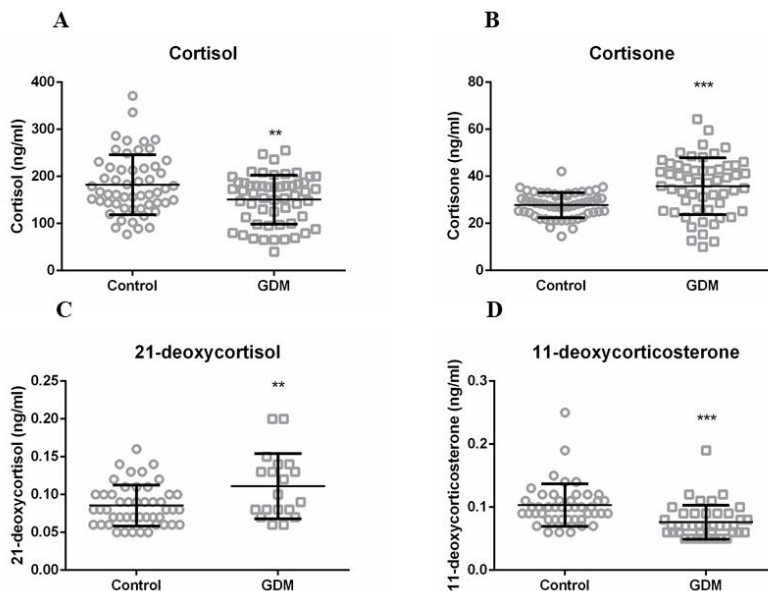 A
Cortisol
Cortisol (ng/ml)
400
300
200
100
0
**
Control
GDM
B
Cortisone
Cortisone (ng/ml)
80
60
40
20
0
***
Control
GDM
C
21-deoxycortisol
21-deoxycortisol (ng/ml)
0.25
0.20
0.15
0.10
0.05
0.00
**
Control
GDM
D
11-deoxycorticosterone
11-deoxycorticosterone (ng/ml)
0.3
0.2
0.1
0.0
***
Control
GDM